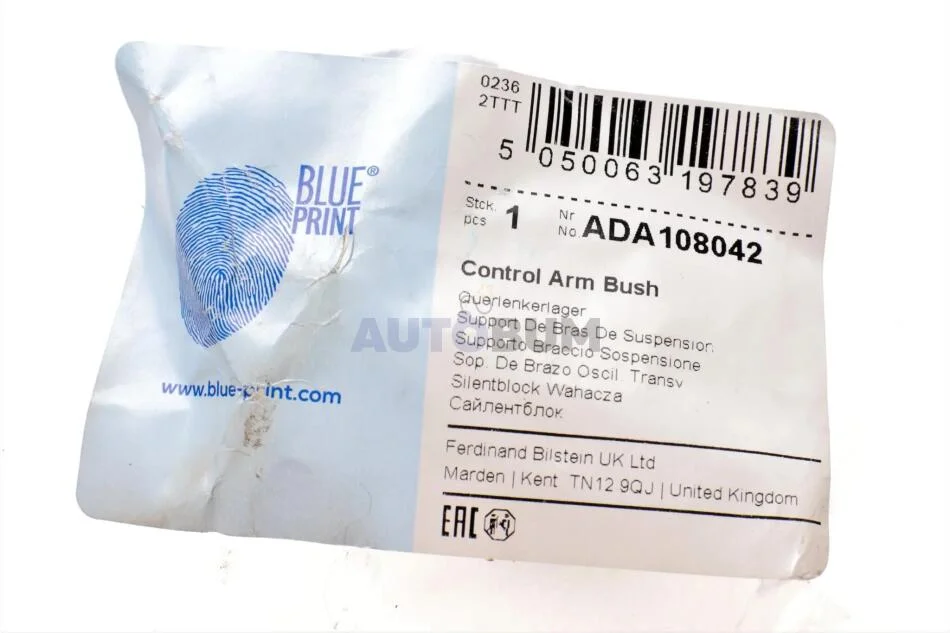 BLUE®
PRINT
www.blue-print.com
0236
2TTT
5 050063 197839
Stck.
pcs
1
Nr
No.
ADA108042
Control Arm Bush
Querlenkerlager
Support De Bras De Suspension
Supporto Braccio Sospensione
Sop. De Brazo Oscil. Transv
Silentblock Wahacza
Сайлентблок
AUTOBUM
Ferdinand Bilstein UK Ltd
Marden | Kent TN12 9QJ | United Kingdom
EAC